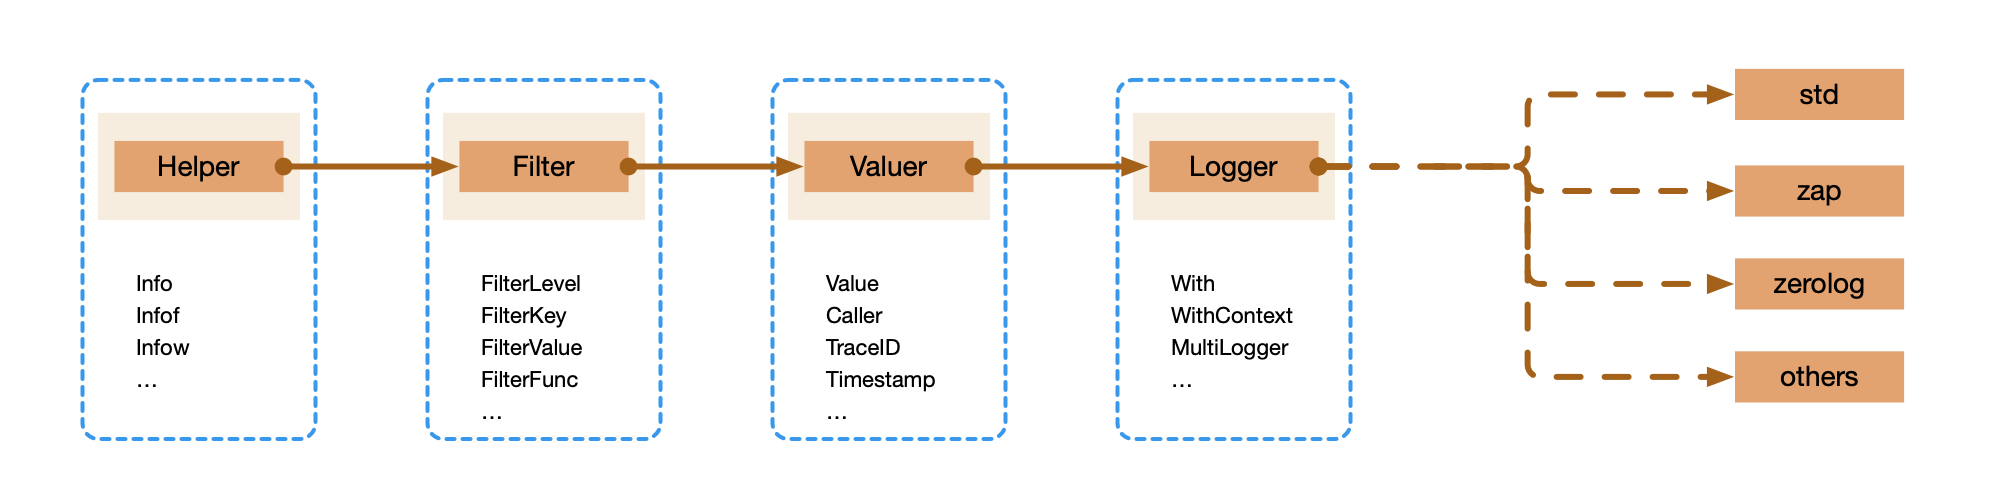 Helper
Info
Infof
Infow
...
Filter
FilterLevel
FilterKey
FilterValue
FilterFunc
...
Valuer
Value
Caller
TraceID
Timestamp
...
Logger
With
WithContext
MultiLogger
...
std
zap
zerolog
others